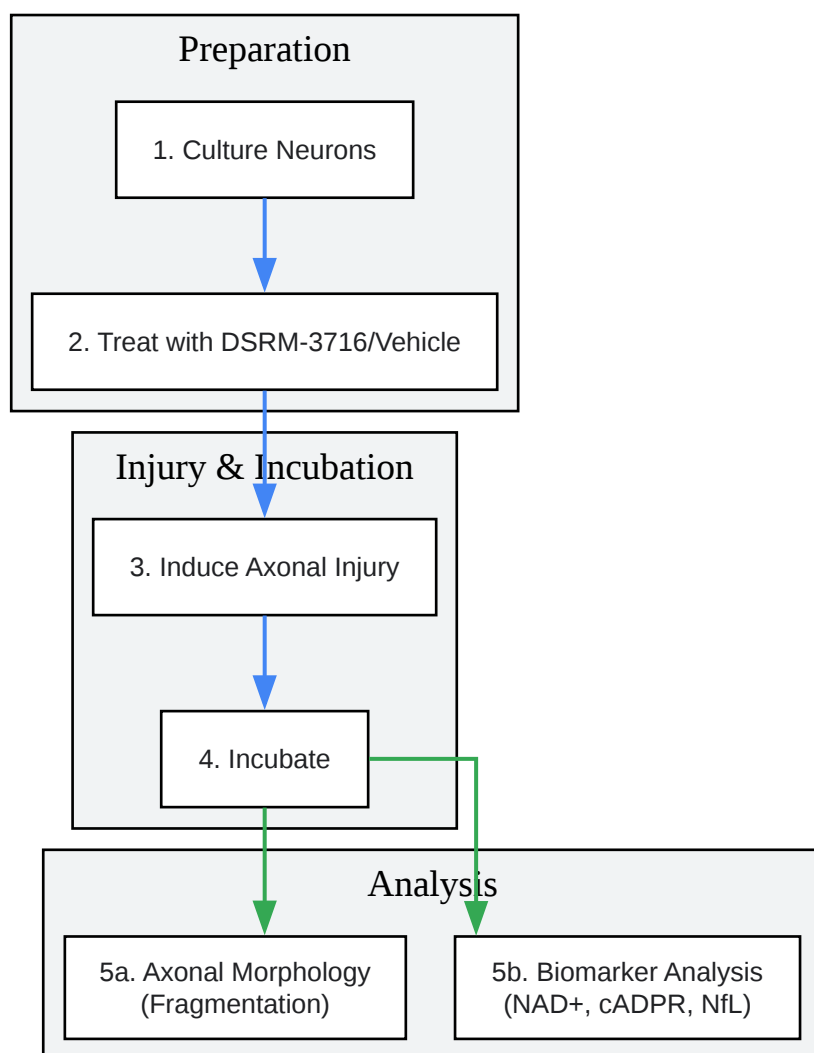 Preparation
1. Culture Neurons
2. Treat with DSRM-3716/Vehicle
Injury & Incubation
3. Induce Axonal Injury
4. Incubate
Analysis
5a. Axonal Morphology
(Fragmentation)
5b. Biomarker Analysis
(NAD+, cADPR, NfL)